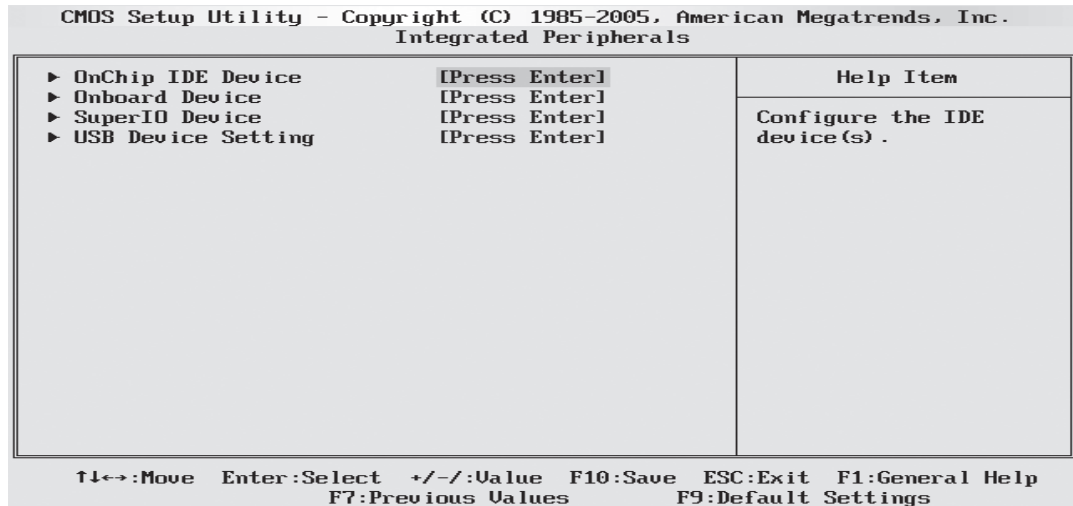 CMOS Setup Utility - Copyright (C) 1985-2005, American Megatrends, Inc.
Integrated Peripherals
▶ OnChip IDE Device [Press Enter]
▶ Onboard Device [Press Enter]
▶ SuperIO Device [Press Enter]
▶ USB Device Setting [Press Enter]
Help Item
Configure the IDE
device(s).
↑↓←→:Move Enter:Select +/-/:Value F10:Save ESC:Exit F1:General Help
F7:Previous Values F9:Default Settings